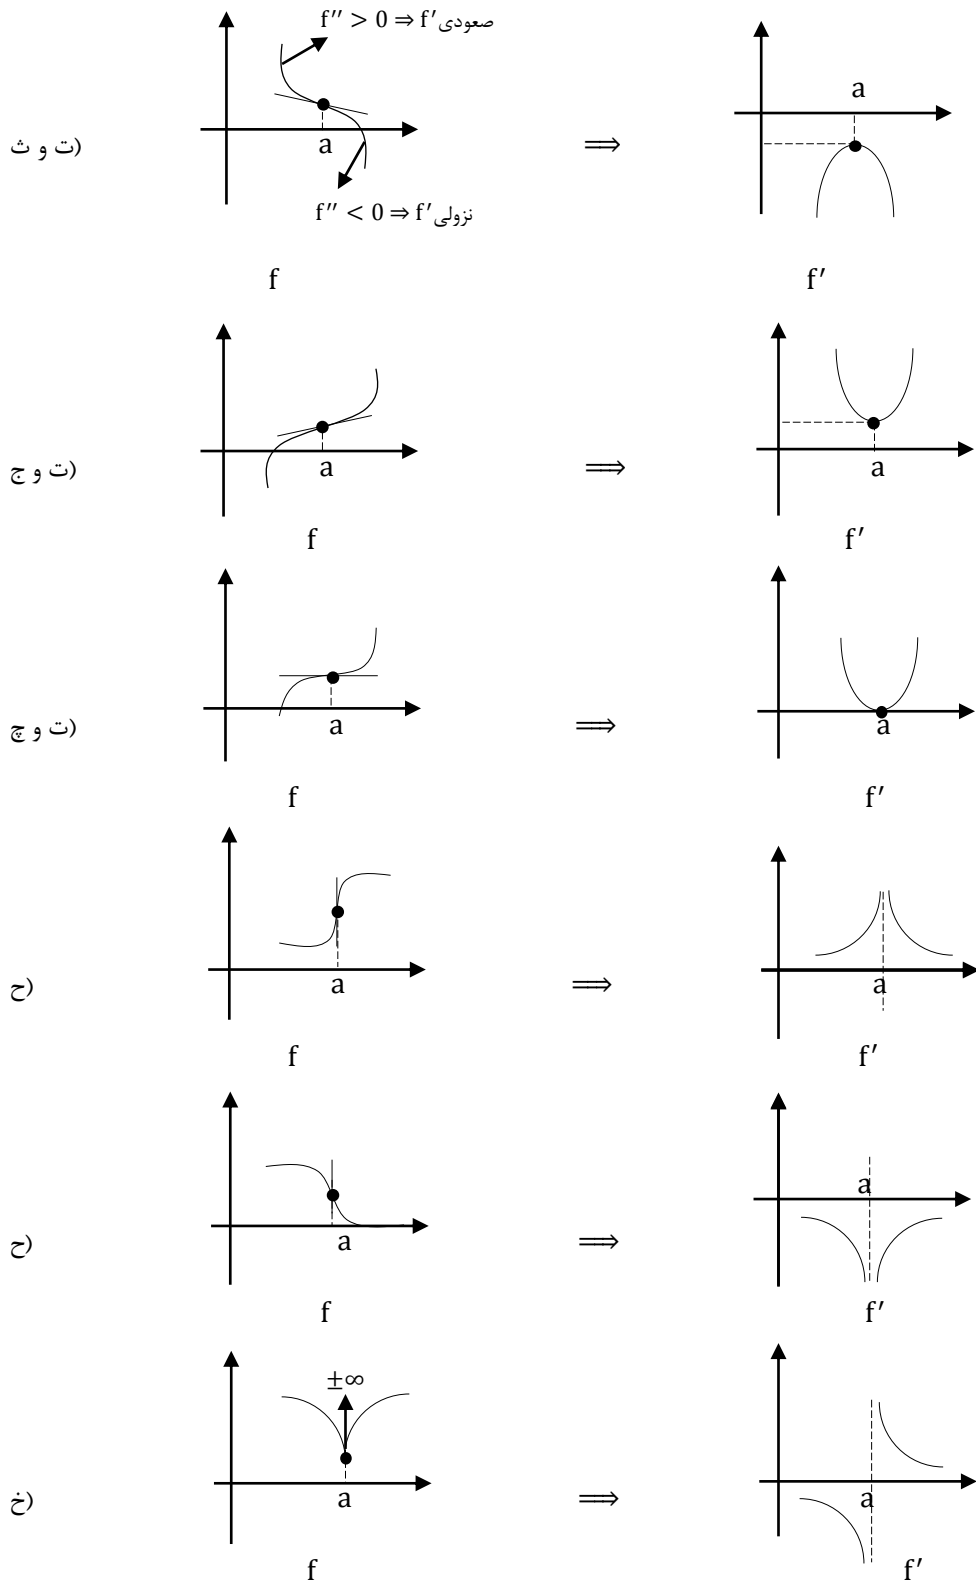 f′′ > 0 ⇒ f′صعودی
a
a
ت و ث)
⟹
f′′ < 0 ⇒ f′نزولی
f
f′
a
a
ت و ج)
⟹
f
f′
a
a
ت و چ)
⟹
f
f′
a
a
ح)
⟹
f
f′
a
a
ح)
⟹
f
f′
±∞
a
a
خ)
⟹
f
f′